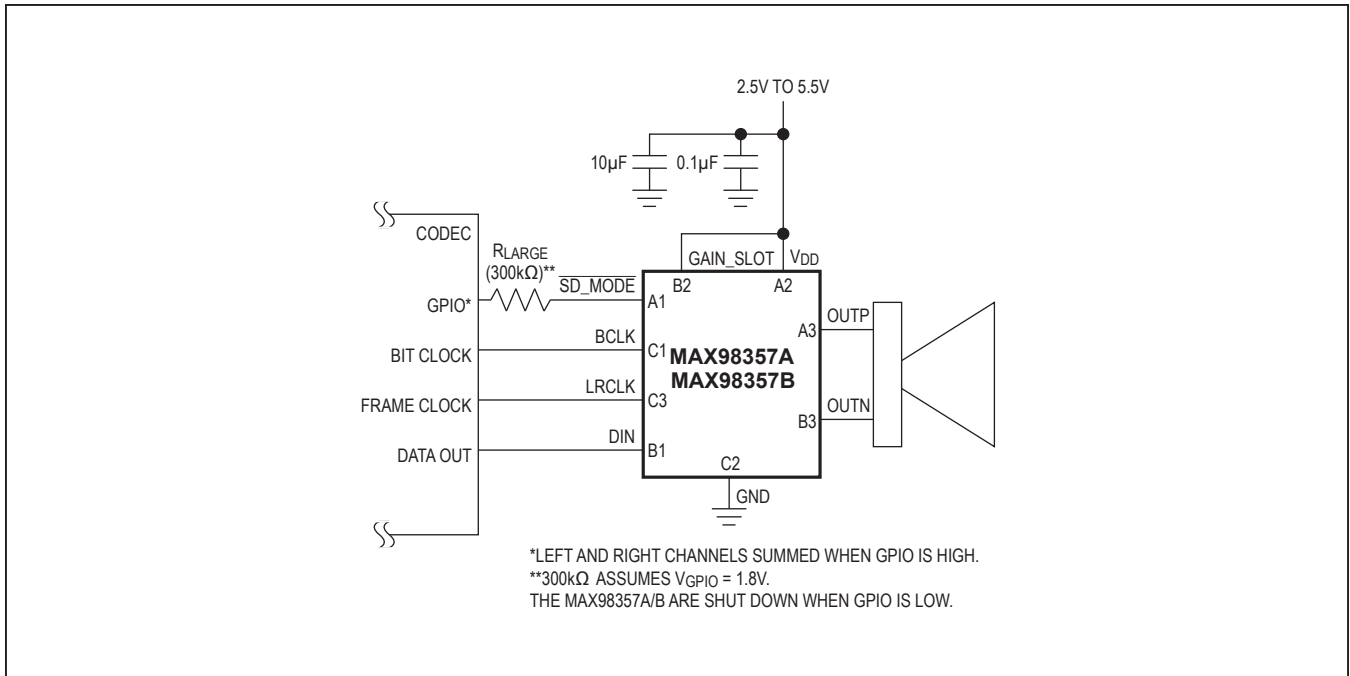 2.5V TO 5.5V
10µF
0.1µF
CODEC
RLARGE
(300kΩ)**
SD_MODE
GAIN_SLOT
VDD
B2
A2
GPIO*
A1
A3
OUTP
BIT CLOCK
BCLK
C1
MAX98357A
MAX98357B
FRAME CLOCK
LRCLK
C3
B3
OUTN
DATA OUT
DIN
B1
C2
GND
*LEFT AND RIGHT CHANNELS SUMMED WHEN GPIO IS HIGH.
**300kΩ ASSUMES VGPIO = 1.8V.
THE MAX98357A/B ARE SHUT DOWN WHEN GPIO IS LOW.